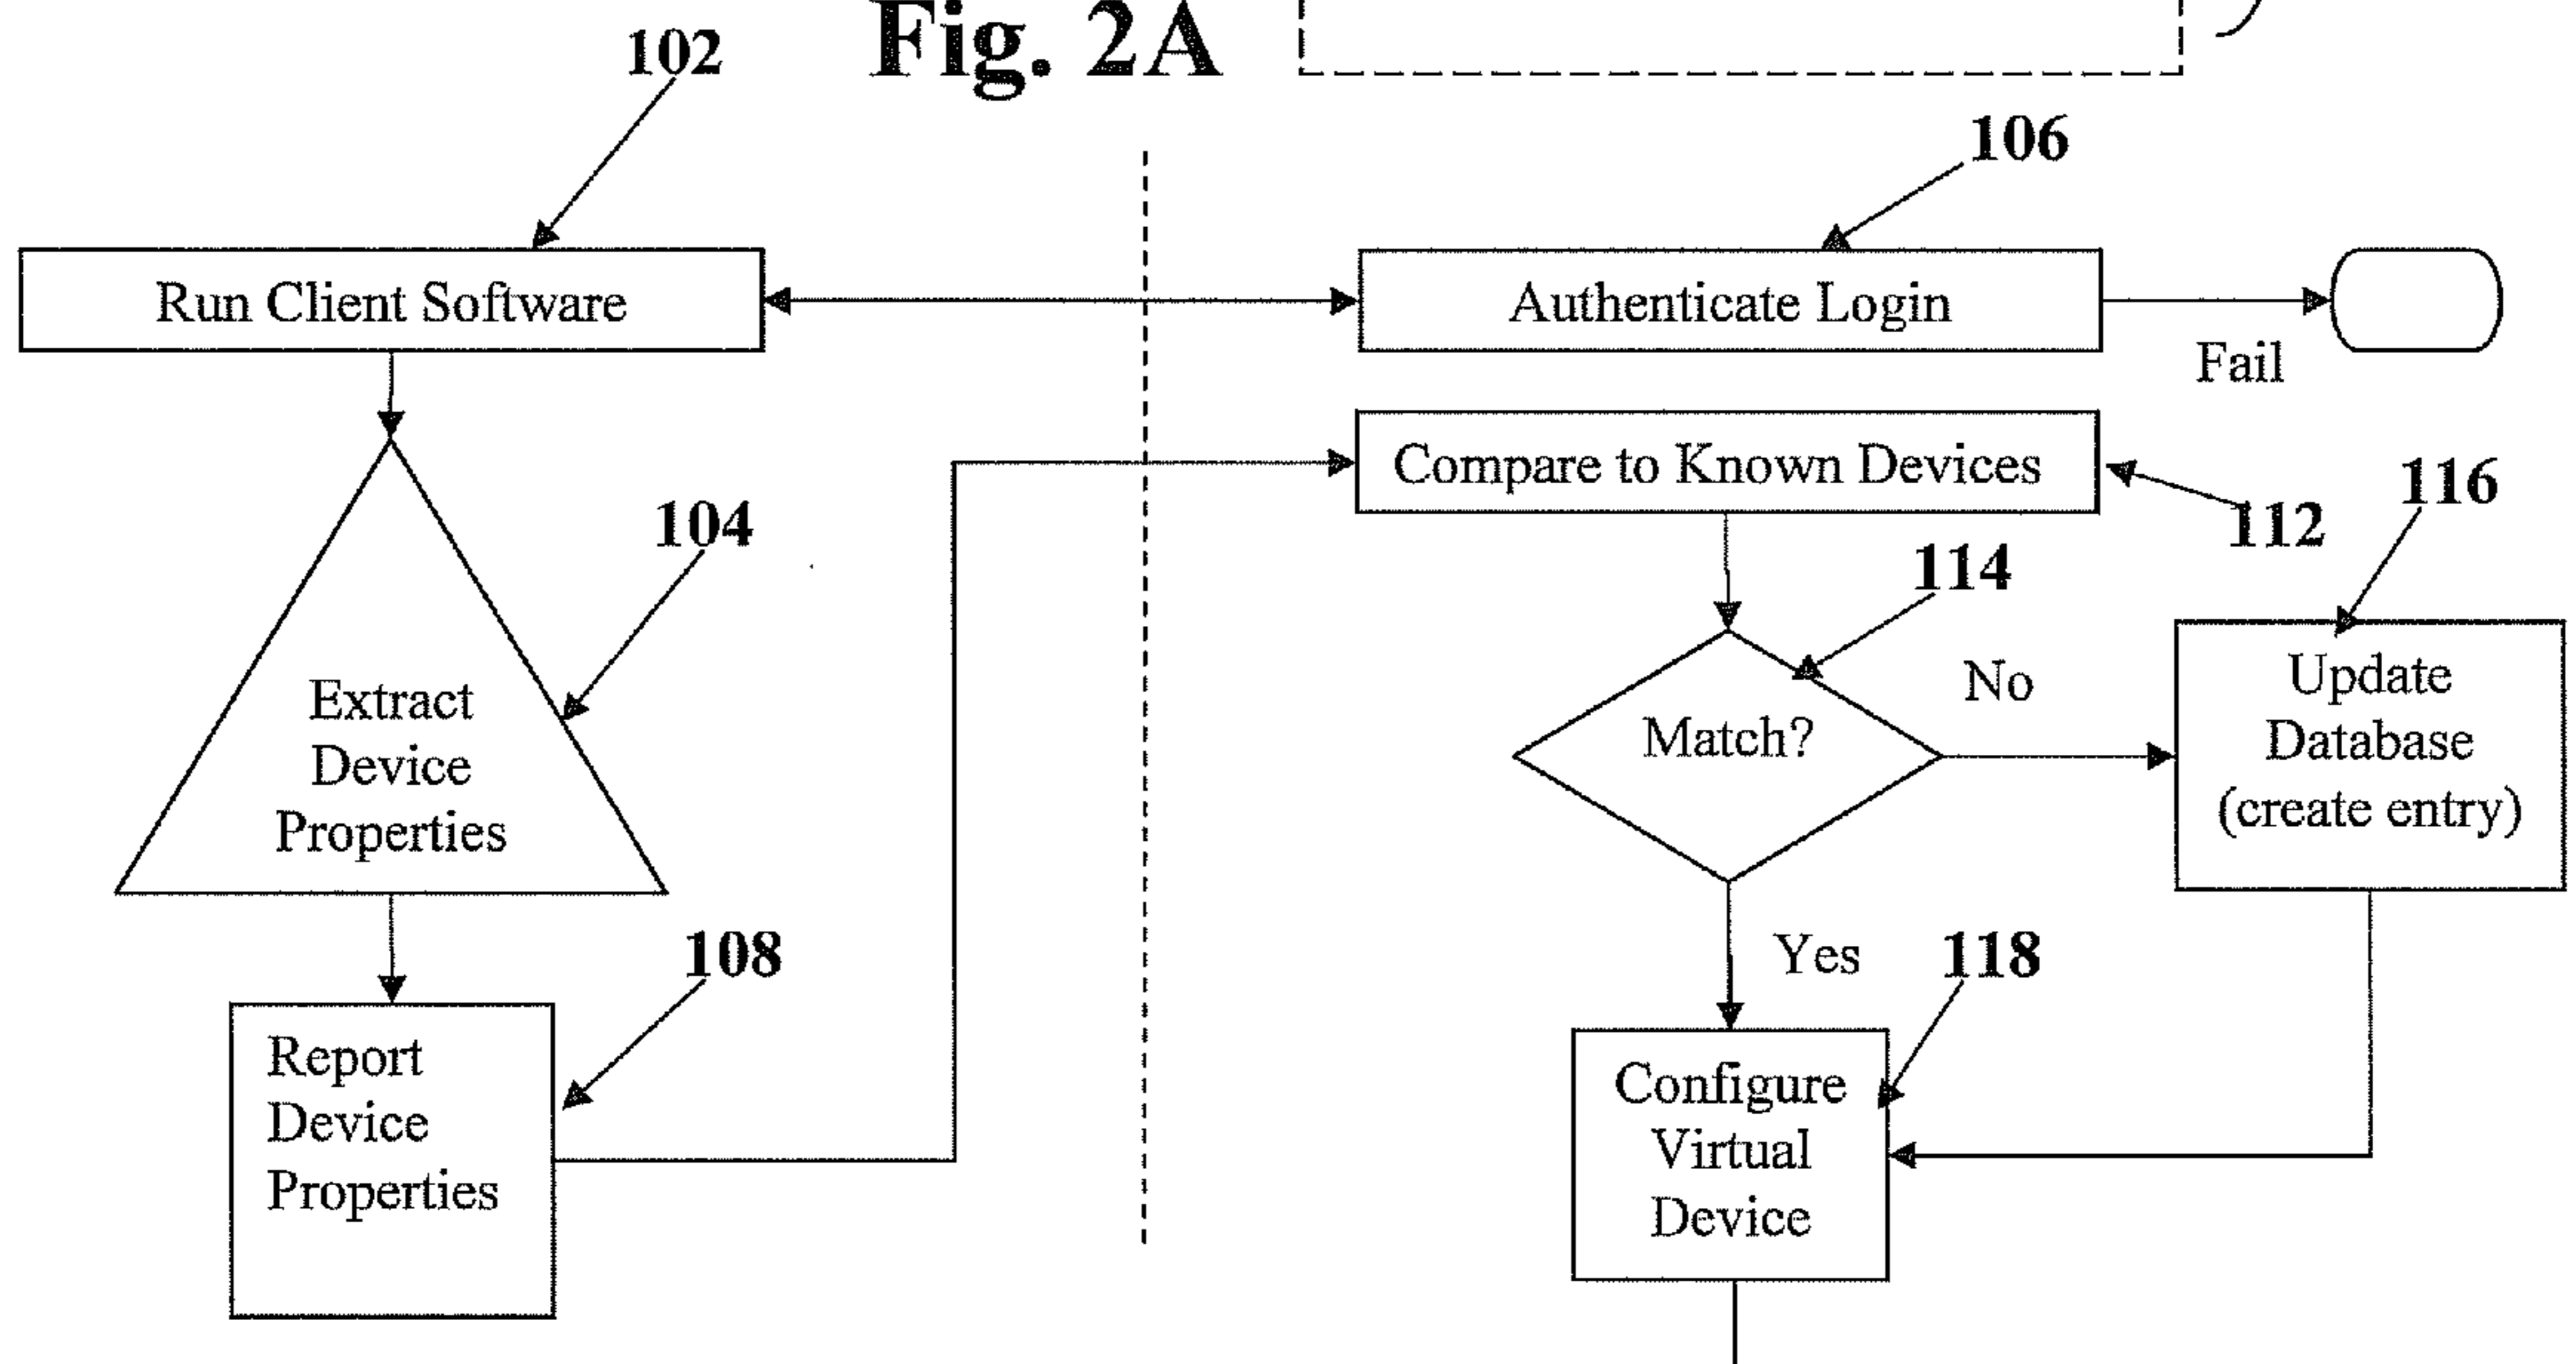 Fig. 2A
102
106
Run Client Software
Authenticate Login
Fail
Compare to Known Devices
112
116
104
114
Extract
Device
Properties
Match?
No
Update
Database
(create entry)
108
Yes
118
Report
Device
Properties
Configure
Virtual
Device